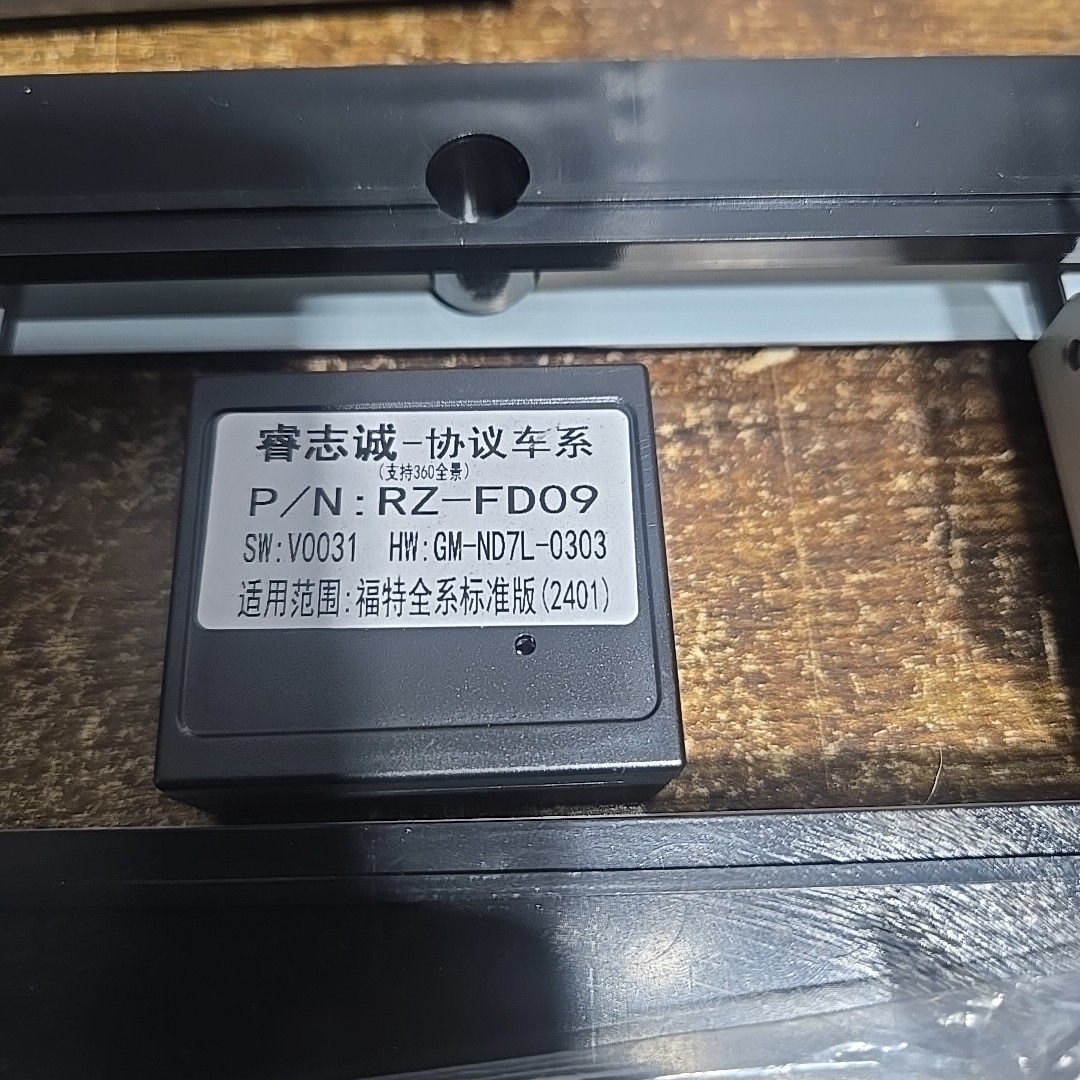 睿志诚-协议车系
(支持360全景)
P/N:RZ-FD09
SW:V0031 HW:GM-ND7L-0303
适用范围:福特全系标准版(2401)